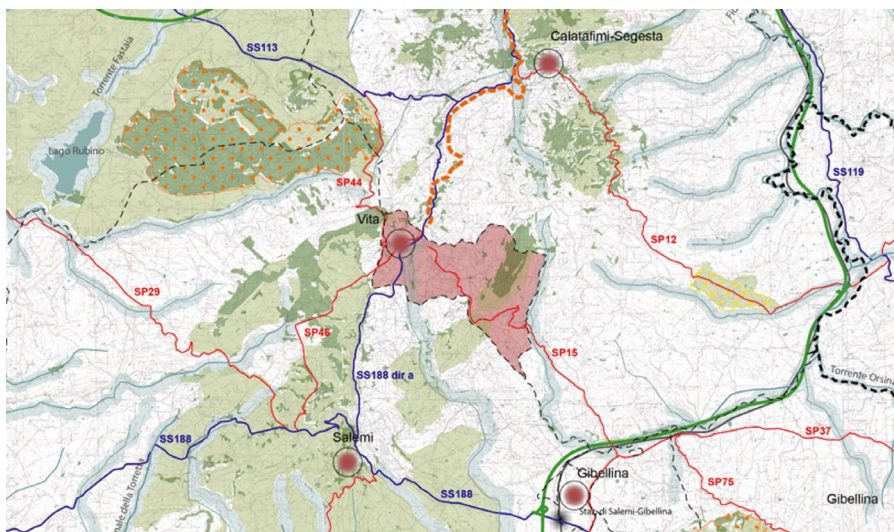 Calatafimi-Segesta
SS113
Torrente Fastaia
Lago Rubino
SP44
SS119
Vita
SP12
SP29
SP46
SP15
SS188 dir a
Torrente Orsina
Salemi
SS188
SP37
Gibellina
SS188
SP75
Gibellina
Staz. di Salemi-Gibellina